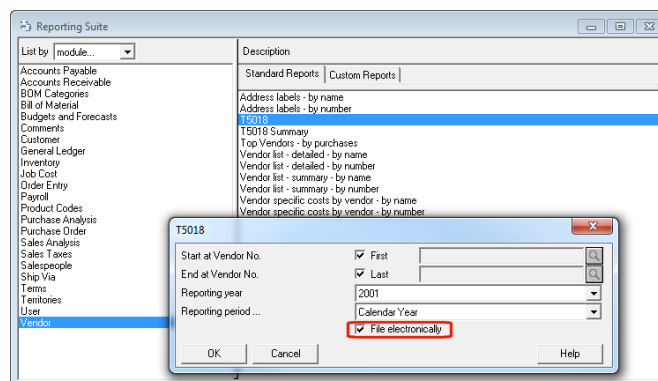 Reporting Suite
List by module...
Accounts Payable
Accounts Receivable
BOM Categories
Bill of Material
Budgets and Forecasts
Comments
Customer
General Ledger
Inventory
Job Cost
Order Entry
Payroll
Product Codes
Purchase Analysis
Purchase Order
Sales Analysis
Sales Taxes
Salespeople
Ship Via
Terms
Territories
User
Vendor
Description
Standard Reports Custom Reports
Address labels - by name
Address labels - by number
T5018
T5018 Summary
Top Vendors - by purchases
Vendor list - detailed - by name
Vendor list - detailed - by number
Vendor list - summary - by name
Vendor list - summary - by number
Vendor specific costs by vendor - by name
Vendor specific costs by vendor - by number
T5018
Start at Vendor No. First
End at Vendor No. Last
Reporting year 2001
Reporting period ... Calendar Year
File electronically
OK Cancel Help